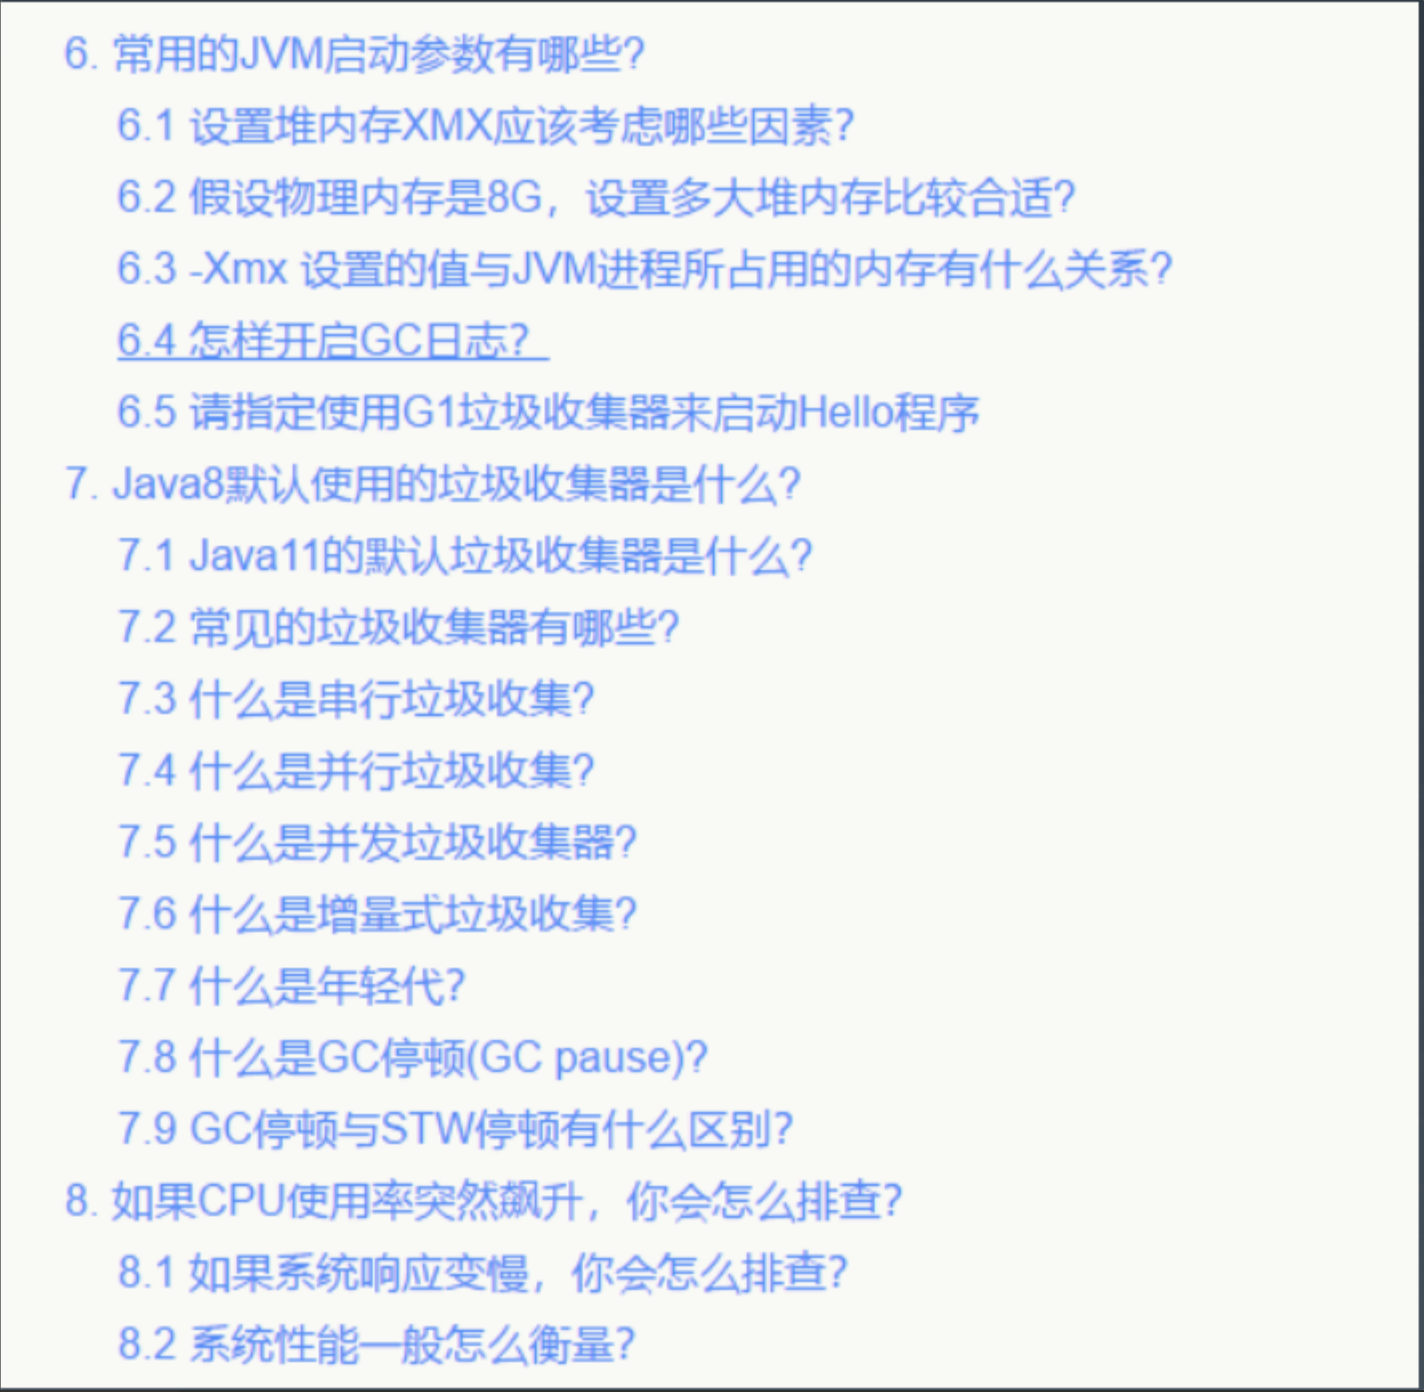 6. 常用的JVM启动参数有哪些?
6.1 设置堆内存XMX应该考虑哪些因素?
6.2 假设物理内存是8G，设置多大堆内存比较合适?
6.3 -Xmx 设置的值与JVM进程所占用的内存有什么关系?
6.4 怎样开启GC日志?
6.5 请指定使用G1垃圾收集器来启动Hello程序
7. Java8默认使用的垃圾收集器是什么?
7.1 Java11的默认垃圾收集器是什么?
7.2 常见的垃圾收集器有哪些?
7.3 什么是串行垃圾收集?
7.4 什么是并行垃圾收集?
7.5 什么是并发垃圾收集器?
7.6 什么是增量式垃圾收集?
7.7 什么是年轻代?
7.8 什么是GC停顿(GC pause)?
7.9 GC停顿与STW停顿有什么区别?
8. 如果CPU使用率突然飙升，你会怎么排查?
8.1 如果系统响应变慢，你会怎么排查?
8.2 系统性能一般怎么衡量?